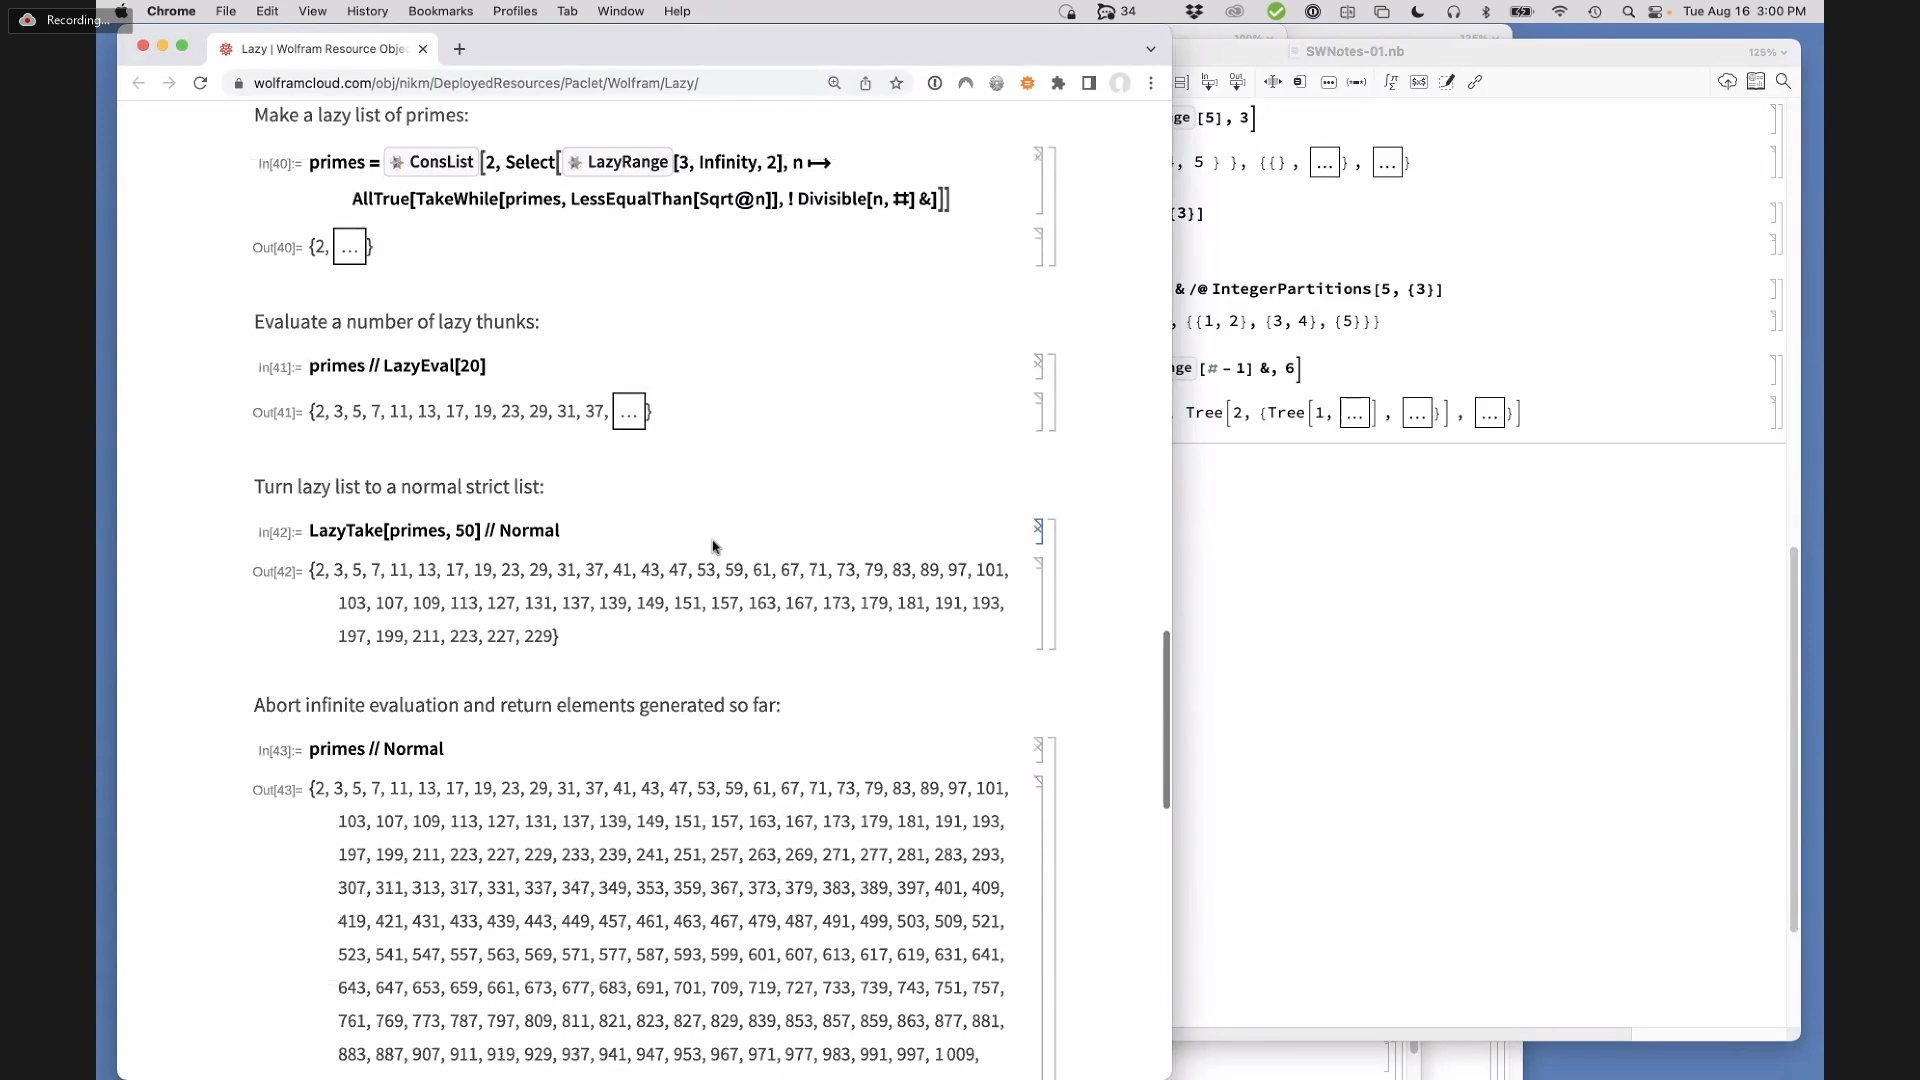 Recording...
Chrome File Edit View History Bookmarks Profiles Tab Window Help
34
Tue Aug 16 3:00 PM
Lazy | Wolfram Resource Obje
wolframcloud.com/obj/nikm/DeployedResources/Paclet/Wolfram/Lazy/
Make a lazy list of primes:
In[40]:= primes = ConsList[2, Select[LazyRange[3, Infinity, 2], n ↦
AllTrue[TakeWhile[primes, LessEqualThan[Sqrt@n]], ! Divisible[n, #] &]]]
Out[40]= {2, ...}
Evaluate a number of lazy thunks:
In[41]:= primes // LazyEval[20]
Out[41]= {2, 3, 5, 7, 11, 13, 17, 19, 23, 29, 31, 37, ...}
Turn lazy list to a normal strict list:
In[42]:= LazyTake[primes, 50] // Normal
Out[42]= {2, 3, 5, 7, 11, 13, 17, 19, 23, 29, 31, 37, 41, 43, 47, 53, 59, 61, 67, 71, 73, 79, 83, 89, 97, 101,
103, 107, 109, 113, 127, 131, 137, 139, 149, 151, 157, 163, 167, 173, 179, 181, 191, 193,
197, 199, 211, 223, 227, 229}
Abort infinite evaluation and return elements generated so far:
In[43]:= primes // Normal
Out[43]= {2, 3, 5, 7, 11, 13, 17, 19, 23, 29, 31, 37, 41, 43, 47, 53, 59, 61, 67, 71, 73, 79, 83, 89, 97, 101,
103, 107, 109, 113, 127, 131, 137, 139, 149, 151, 157, 163, 167, 173, 179, 181, 191, 193,
197, 199, 211, 223, 227, 229, 233, 239, 241, 251, 257, 263, 269, 271, 277, 281, 283, 293,
307, 311, 313, 317, 331, 337, 347, 349, 353, 359, 367, 373, 379, 383, 389, 397, 401, 409,
419, 421, 431, 433, 439, 443, 449, 457, 461, 463, 467, 479, 487, 491, 499, 503, 509, 521,
523, 541, 547, 557, 563, 569, 571, 577, 587, 593, 599, 601, 607, 613, 617, 619, 631, 641,
643, 647, 653, 659, 661, 673, 677, 683, 691, 701, 709, 719, 727, 733, 739, 743, 751, 757,
761, 769, 773, 787, 797, 809, 811, 821, 823, 827, 829, 839, 853, 857, 859, 863, 877, 881,
883, 887, 907, 911, 919, 929, 937, 941, 947, 953, 967, 971, 977, 983, 991, 997, 1009,
SWNotes-01.nb
125%
ge [5], 3]
, 5 } }, {{}, ...}, ...}
[3}]
& /@ IntegerPartitions[5, {3}]
, {{1, 2}, {3, 4}, {5}}}
ge [# - 1] &, 6]
Tree[2, {Tree[1, ...], ...}], ...}]